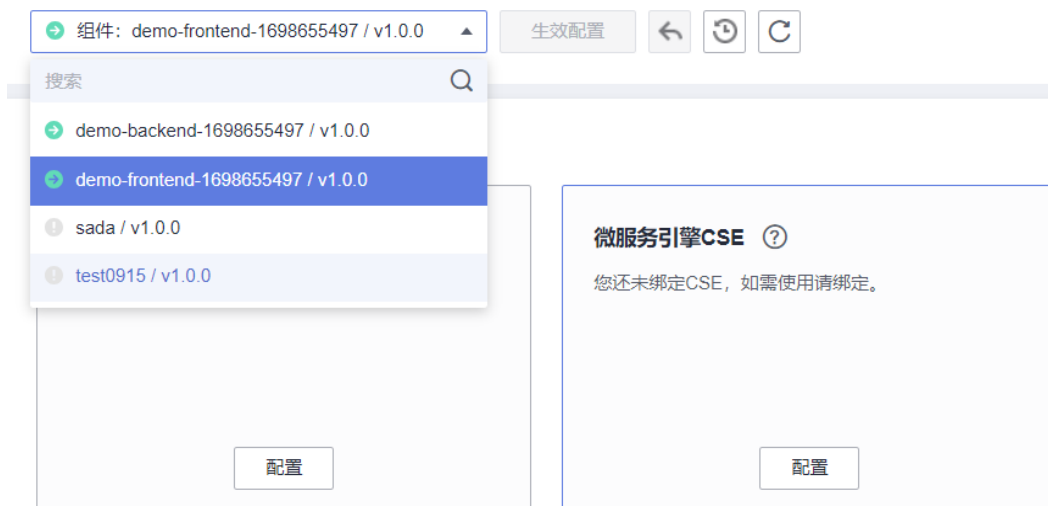 组件：demo-frontend-1698655497 / v1.0.0
生效配置
搜索
demo-backend-1698655497 / v1.0.0
demo-frontend-1698655497 / v1.0.0
sada / v1.0.0
test0915 / v1.0.0
微服务引擎CSE
您还未绑定CSE，如需使用请绑定。
配置
配置